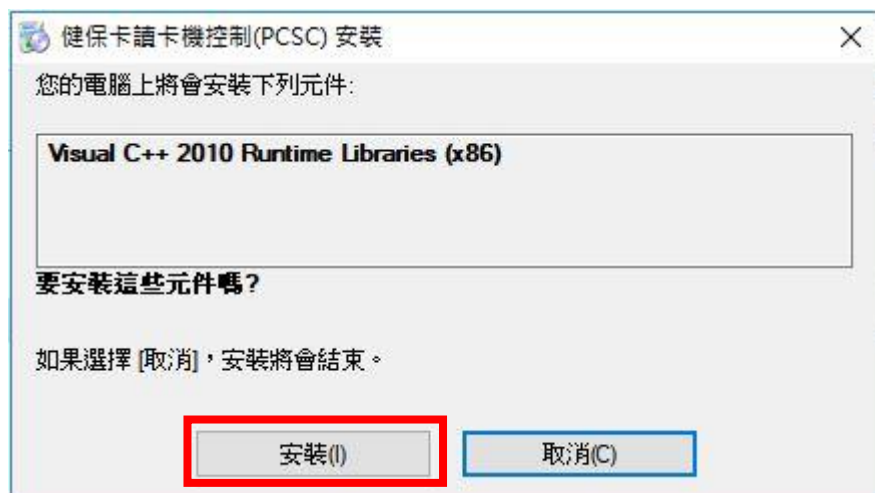 健保卡讀卡機控制(PCSC) 安裝
您的電腦上將會安裝下列元件:
Visual C++ 2010 Runtime Libraries (x86)
要安裝這些元件嗎?
如果選擇 [取消]，安裝將會結束。
安裝(I)
取消(C)